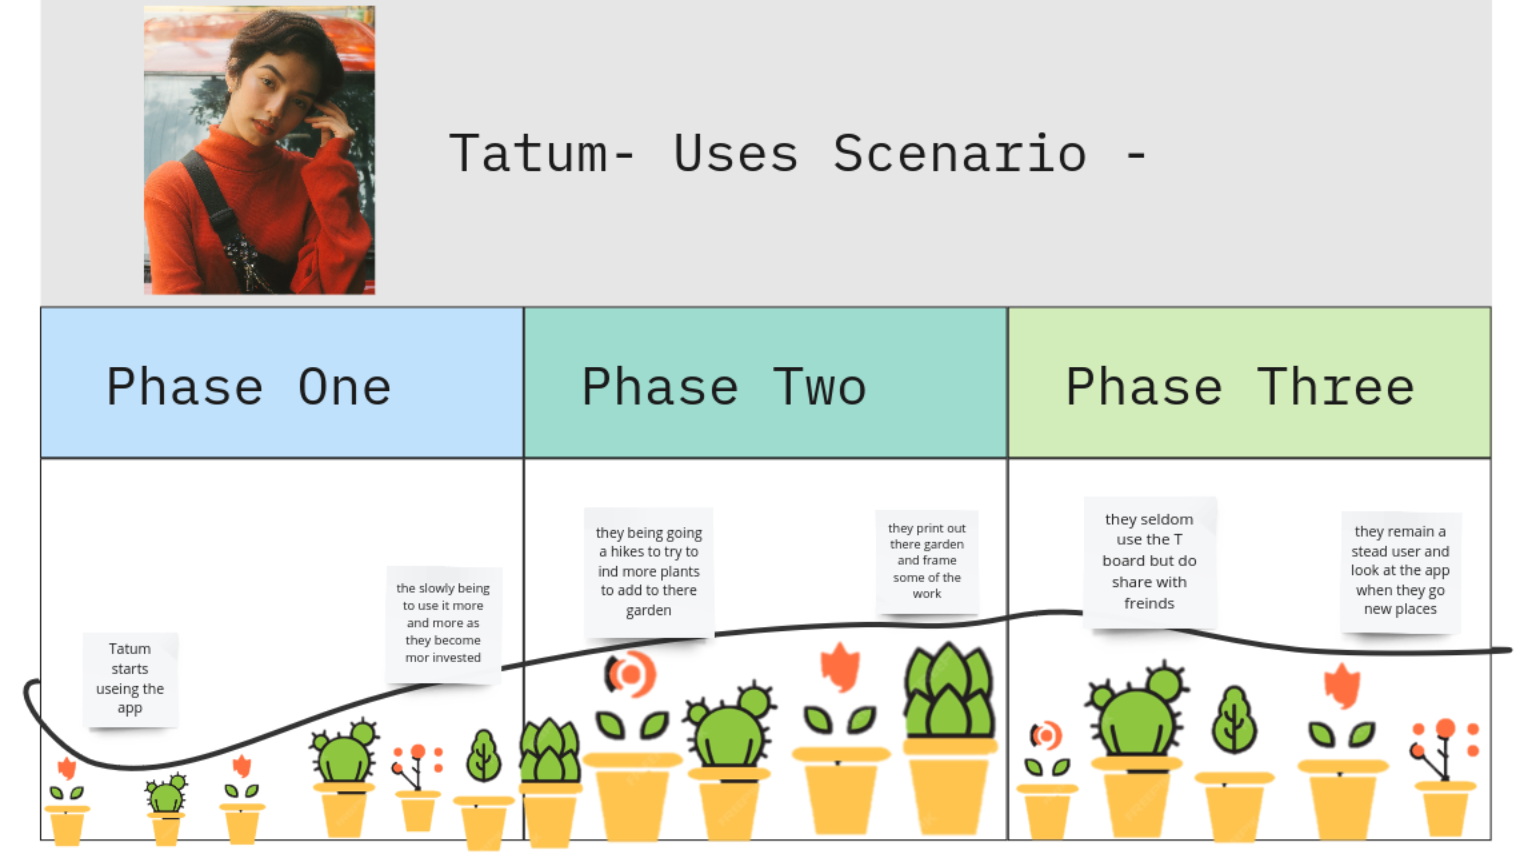 Tatum- Uses Scenario -
Phase One
Phase Two
Phase Three
Tatum
starts
useing the
app
the slowly being
to use it more
and more as
they become
mor invested
they being going
a hikes to try to
ind more plants
to add to there
garden
they print out
there garden
and frame
some of the
work
they seldom
use the T
board but do
share with
freinds
they remain a
stead user and
look at the app
when they go
new places